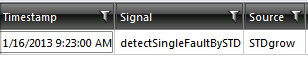 Timestamp Signal Source
1/16/2013 9:23:00 AM detectSingleFaultBySTD STDgrow